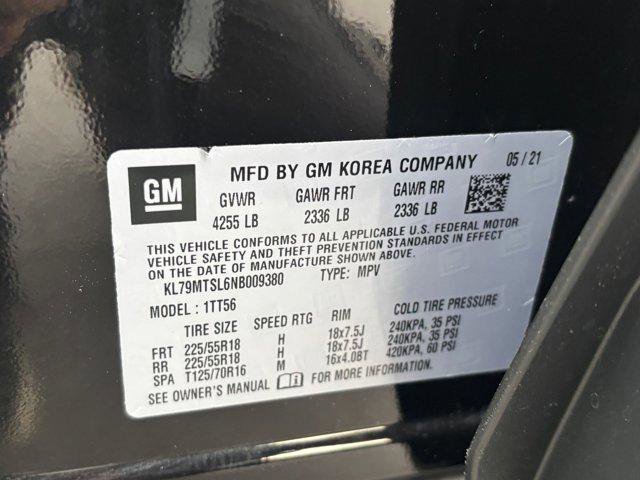 GM
MFD BY GM KOREA COMPANY 05 / 21
GVWR GAWR FRT GAWR RR
4255 LB 2336 LB 2336 LB
THIS VEHICLE CONFORMS TO ALL APPLICABLE U.S. FEDERAL MOTOR
VEHICLE SAFETY AND THEFT PREVENTION STANDARDS IN EFFECT
ON THE DATE OF MANUFACTURE SHOWN ABOVE.
KL79MTSL6NB009380 TYPE: MPV
MODEL : 1TT56
TIRE SIZE SPEED RTG RIM COLD TIRE PRESSURE
FRT 225/55R18 H 18x7.5J 240KPA, 35 PSI
RR 225/55R18 H 18x7.5J 240KPA, 35 PSI
SPA T125/70R16 M 16x4.0BT 420KPA, 60 PSI
SEE OWNER'S MANUAL FOR MORE INFORMATION.